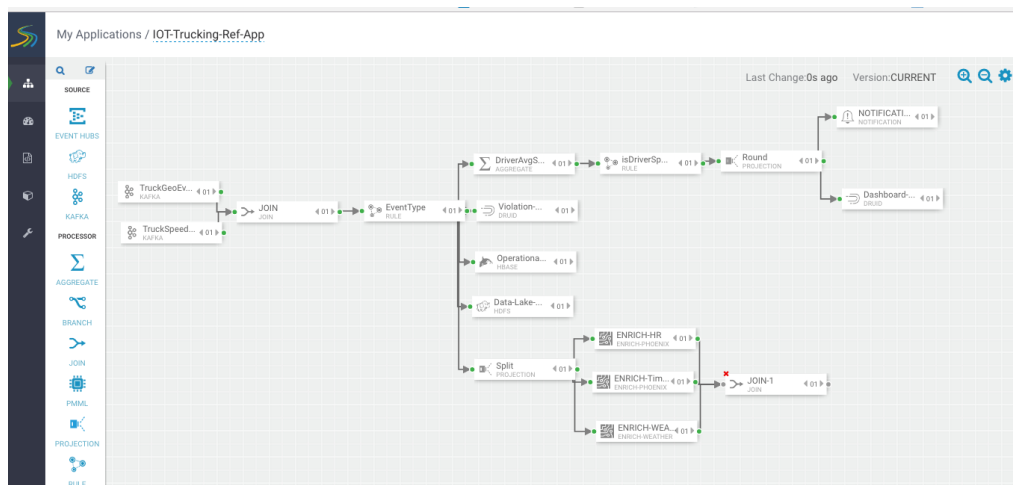 My Applications / IOT-Trucking-Ref-App
Last Change:0s ago Version:CURRENT
SOURCE
EVENT HUBS
HDFS
KAFKA
PROCESSOR
AGGREGATE
BRANCH
JOIN
PMML
PROJECTION
RULE
TruckGeoEv... 01
KAFKA
TruckSpeed... 01
KAFKA
JOIN 01
JOIN
EventType 01
RULE
DriverAvgS... 01
AGGREGATE
isDriverSp... 01
RULE
Round 01
PROJECTION
NOTIFICATI... 01
NOTIFICATION
Dashboard-... 01
DRUID
Violation-... 01
DRUID
Operationa... 01
HBASE
Data-Lake-... 01
HDFS
Split 01
PROJECTION
ENRICH-HR 01
ENRICH-PHOENIX
ENRICH-Tim... 01
ENRICH-PHOENIX
ENRICH-WEA... 01
ENRICH-WEATHER
JOIN-1 01
JOIN